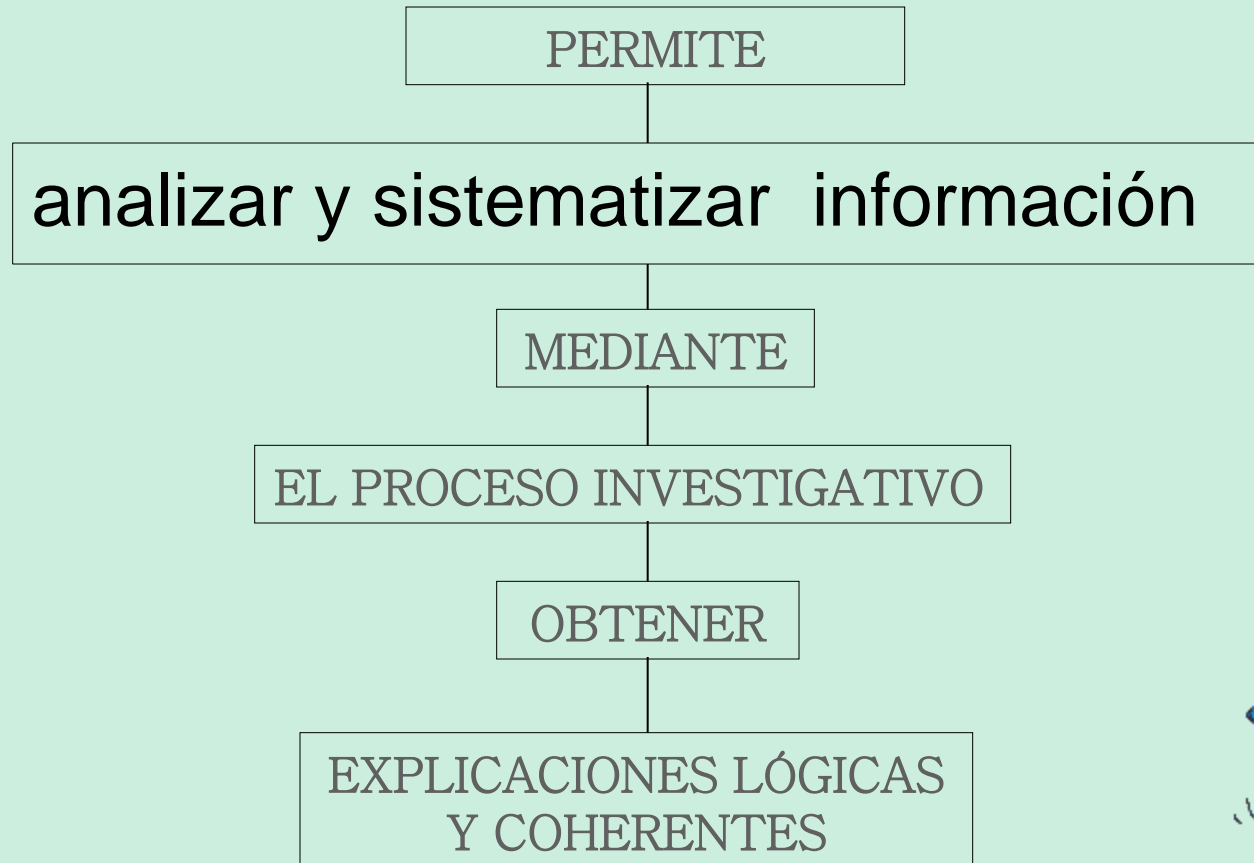 PERMITE
analizar y sistematizar información
MEDIANTE
EL PROCESO INVESTIGATIVO
OBTENER
EXPLICACIONES LÓGICAS
Y COHERENTES